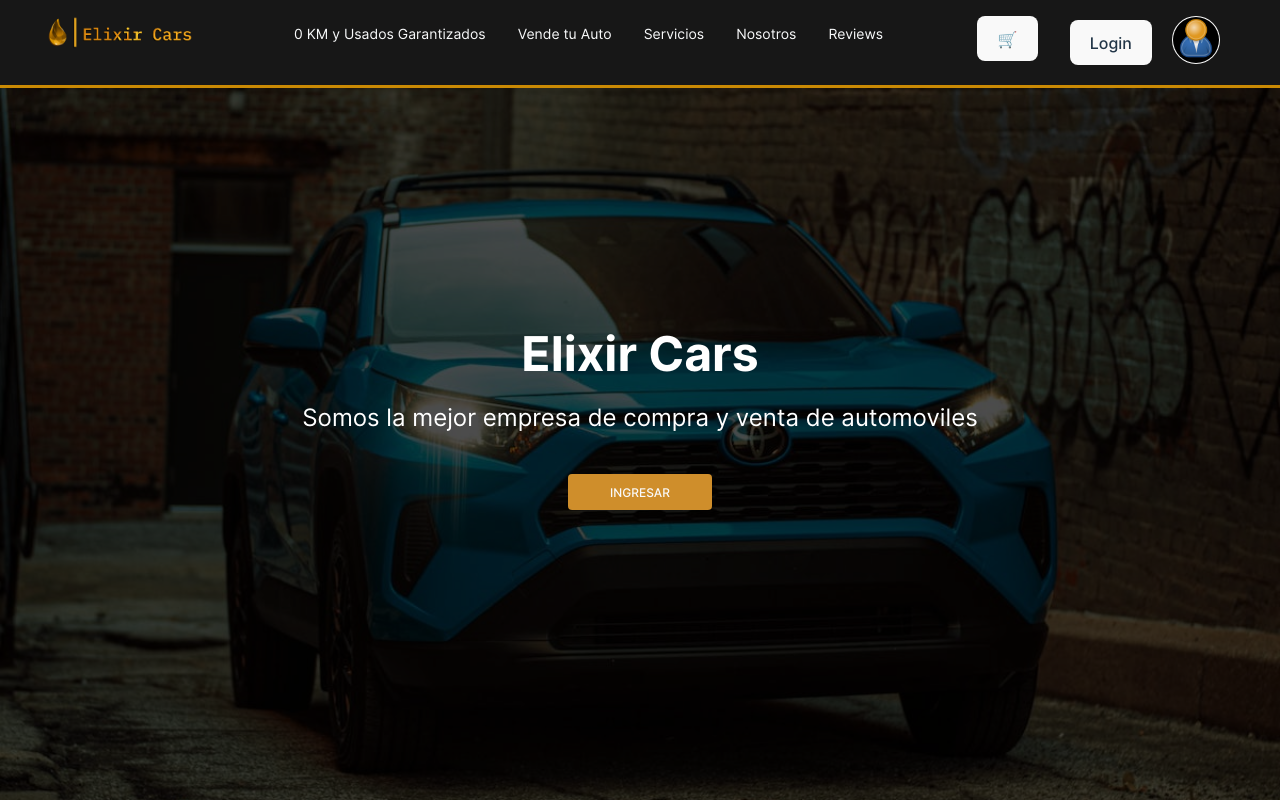 Elixir Cars
0 KM y Usados Garantizados
Vende tu Auto
Servicios
Nosotros
Reviews
Login
Elixir Cars
Somos la mejor empresa de compra y venta de automoviles
INGRESAR